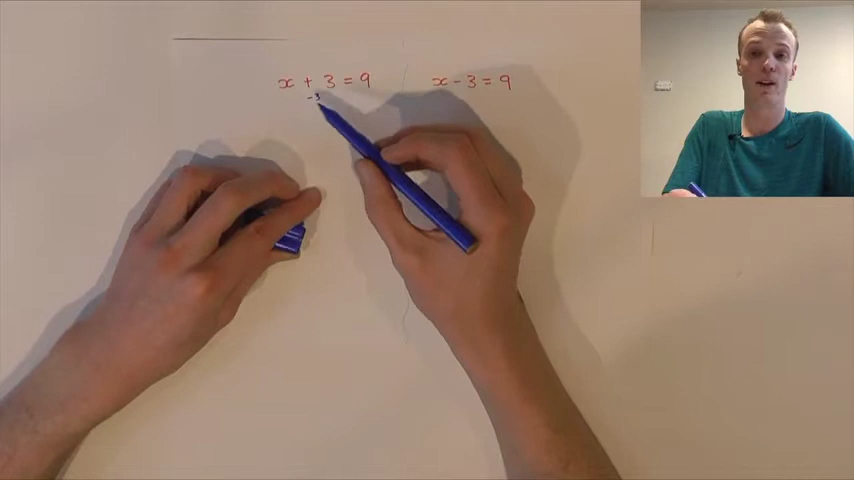 x + 3 = 9
x - 3 = 9
-3